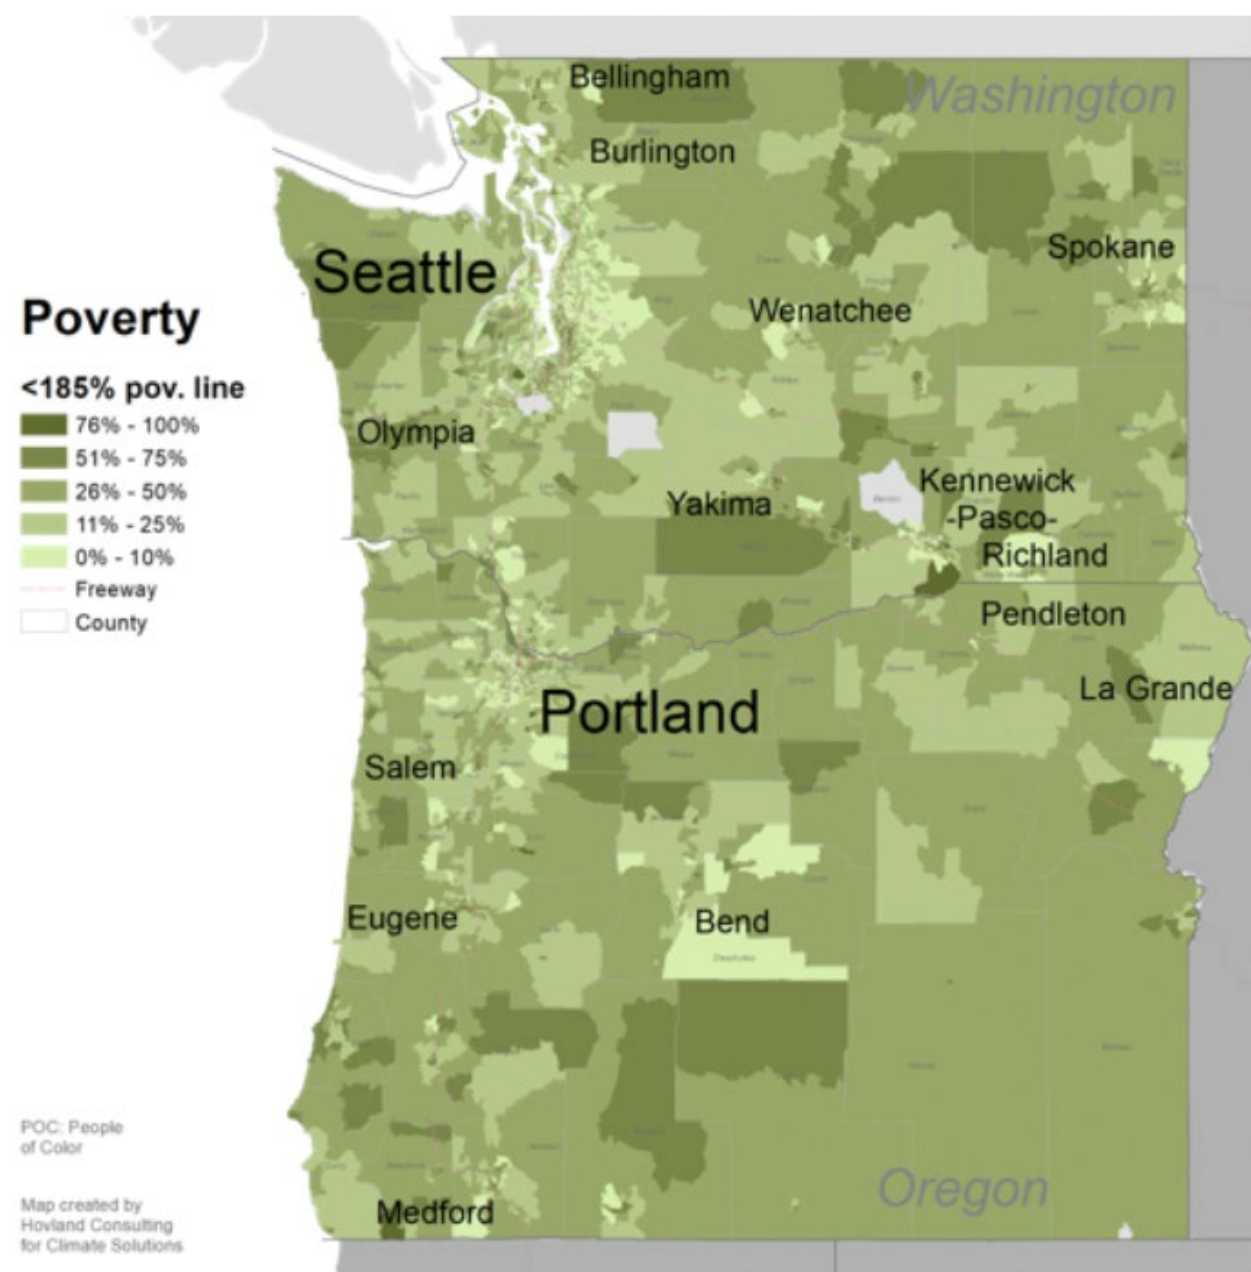 Bellingham
Washington
Burlington
Seattle
Spokane
Wenatchee
Poverty
<185% pov. line
76% - 100%
51% - 75%
26% - 50%
11% - 25%
0% - 10%
Freeway
County
Olympia
Yakima
Kennewick
-Pasco-
Richland
Pendleton
La Grande
Portland
Salem
Eugene
Bend
Deschutes
Oregon
Medford
POC: People
of Color
Map created by
Hovland Consulting
for Climate Solutions